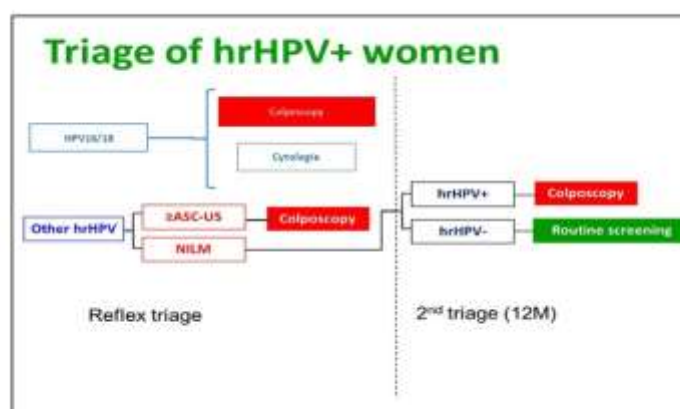 Triage of hrHPV+ women
Colposcopy
HPV16/18
Cytologia
hrHPV+
Colposcopy
≥ASC-US
Colposcopy
Other hrHPV
hrHPV-
Routine screening
NILM
Reflex triage
2nd triage (12M)